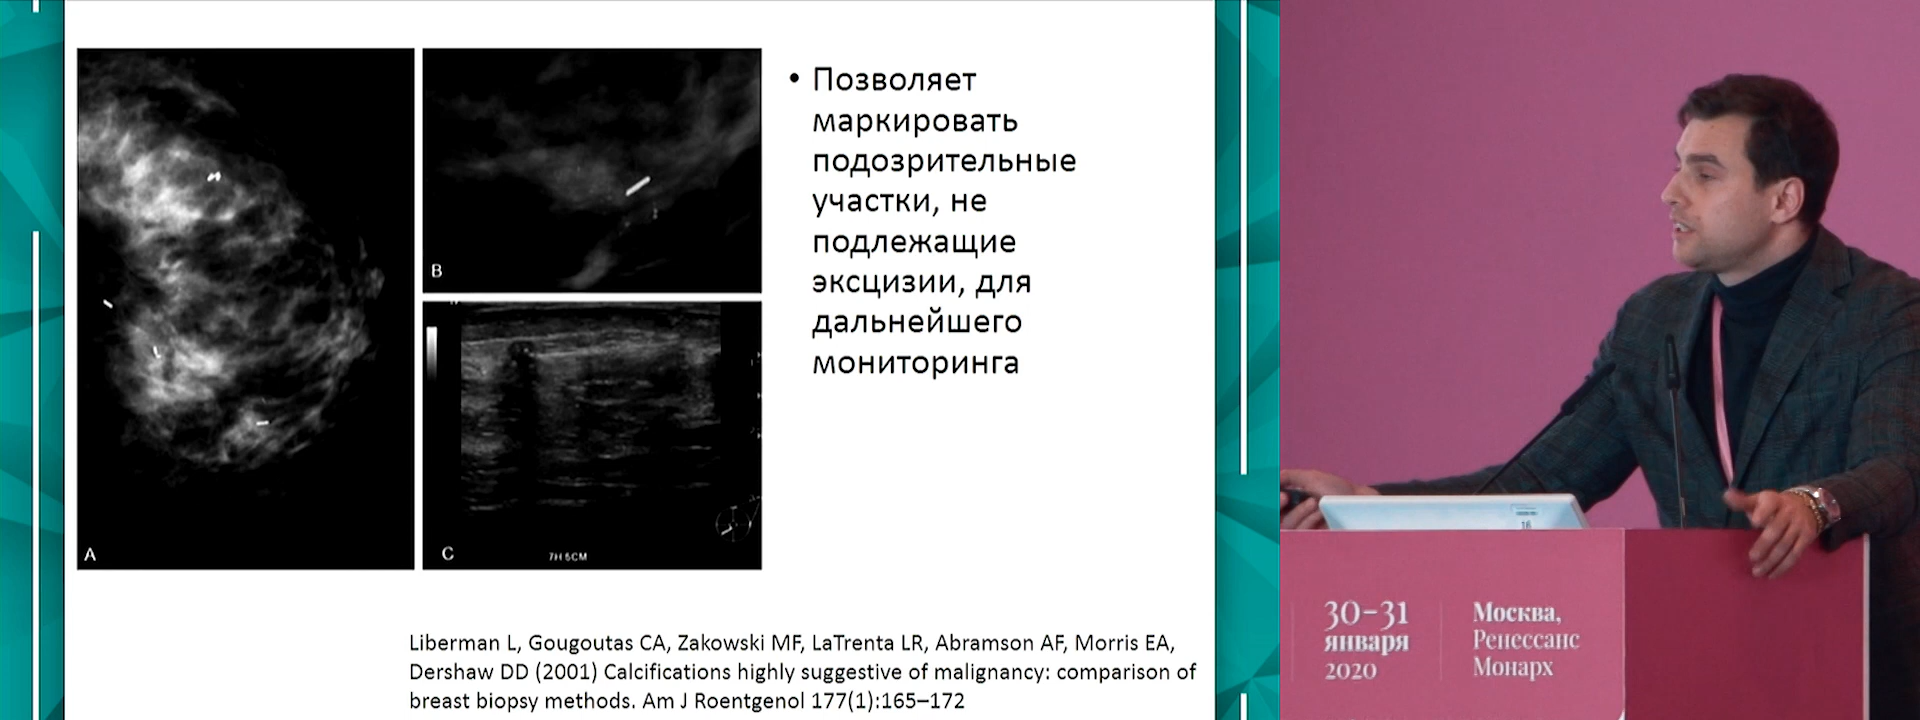 • Позволяет
маркировать
подозрительные
участки, не
подлежащие
эксцизии, для
дальнейшего
мониторинга
A
B
C
7H 5CM
Liberman L, Gougoutas CA, Zakowski MF, LaTrenta LR, Abramson AF, Morris EA,
Dershaw DD (2001) Calcifications highly suggestive of malignancy: comparison of
breast biopsy methods. Am J Roentgenol 177(1):165–172
30–31
января
2020
Москва,
Ренессанс
Монарх